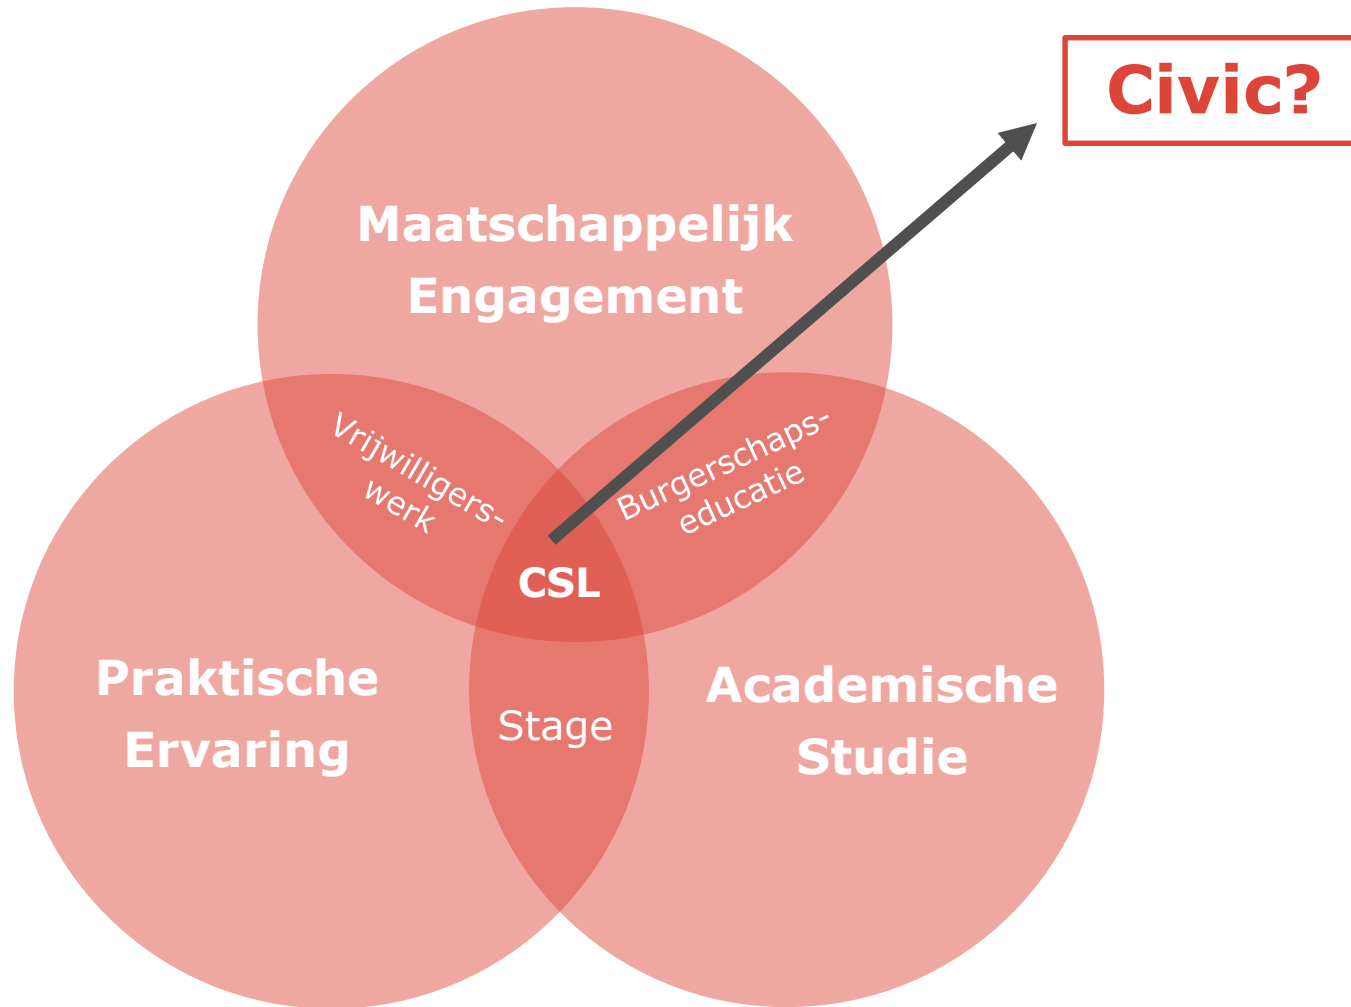 Civic?
Maatschappelijk
Engagement
Vrijwilligers-
werk
Burgerschaps-
educatie
CSL
Praktische
Ervaring
Stage
Academische
Studie